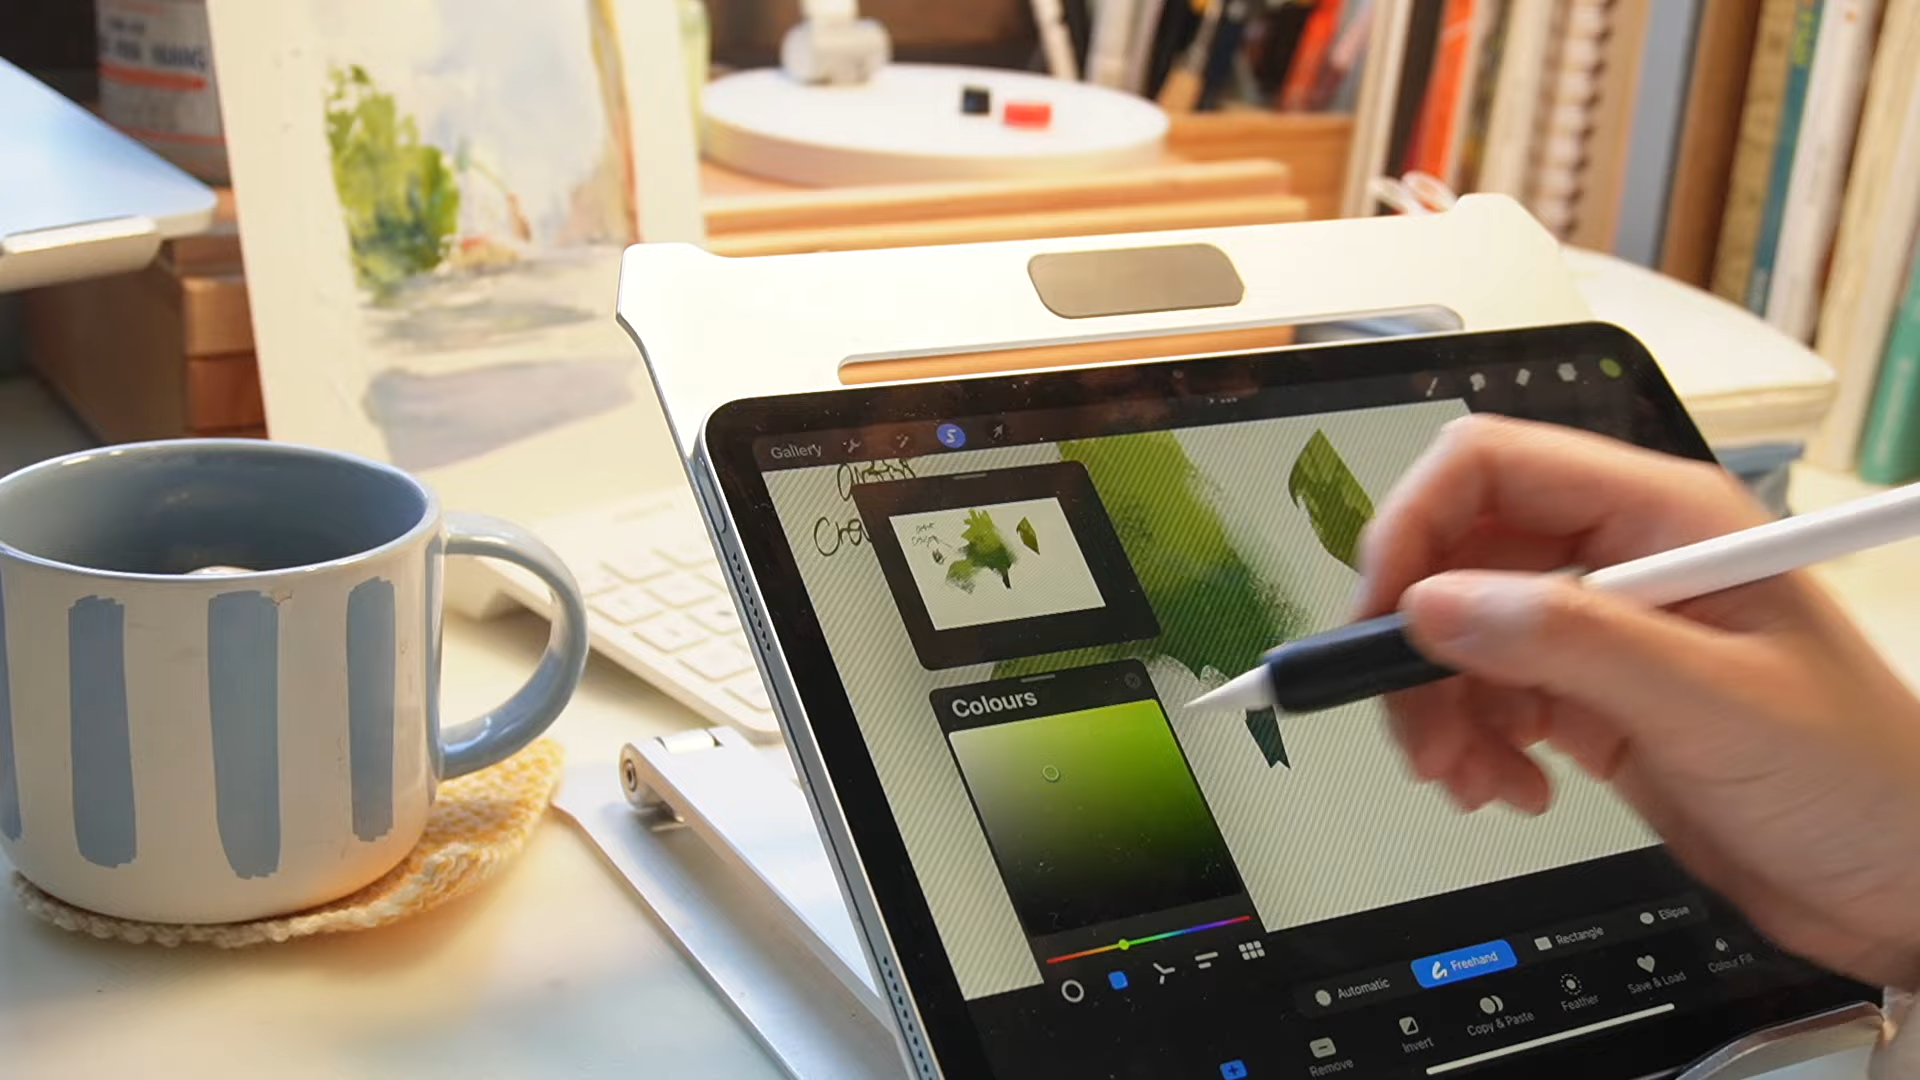 Gallery
Colours
Automatic
Freehand
Rectangle
Ellipse
Remove
Invert
Copy & Paste
Feather
Save & Load
Colour Fill